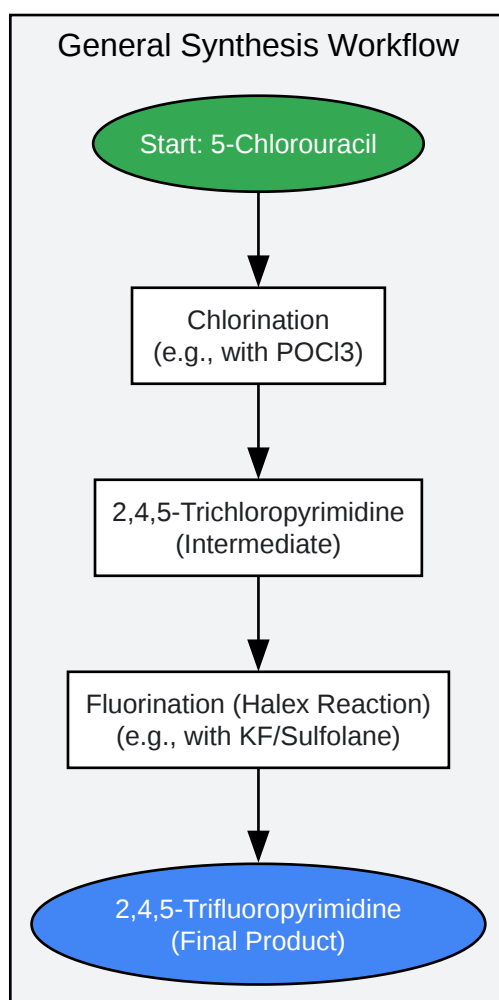 General Synthesis Workflow
Start: 5-Chlorouracil
Chlorination
(e.g., with POCl3)
2,4,5-Trichloropyrimidine
(Intermediate)
Fluorination (Halex Reaction)
(e.g., with KF/Sulfolane)
2,4,5-Trifluoropyrimidine
(Final Product)